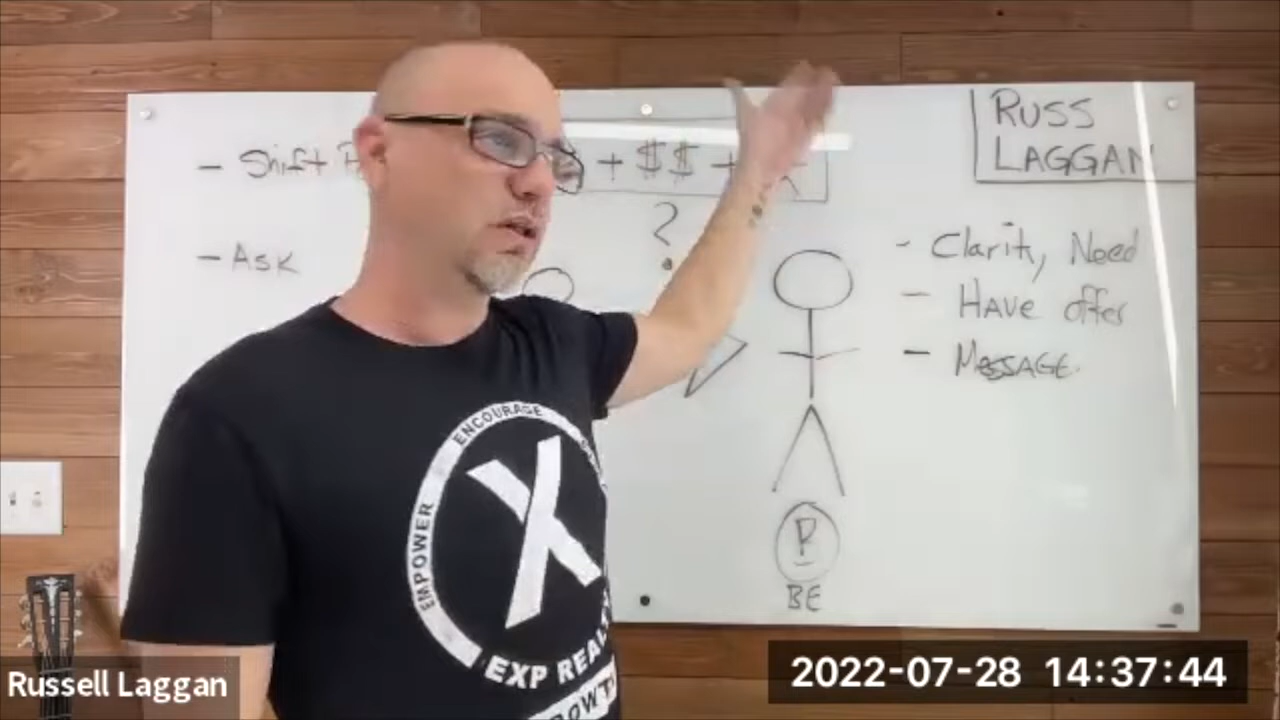 RUSS
LAGGAN
- Shift
+ $$ +
?
- Ask
- Clarity, Need
- HAVE offer
- MESSAGE.
P
BE
ENCOURAGE
EMPOWER
X
EXP REAL
Russell Laggan
2022-07-28 14:37:44